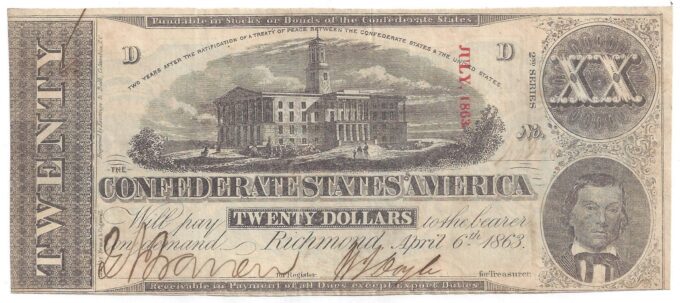 Fundable in Stocks or Bonds of the Confederate States
TWENTY
D
TWO YEARS AFTER THE RATIFICATION OF A TREATY OF PEACE BETWEEN THE CONFEDERATE STATES & THE UNITED STATES.
JULY, 1863.
D
2ND SERIES
XX
No.
THE
CONFEDERATE STATES AMERICA
Will pay TWENTY DOLLARS to the bearer
on demand. Richmond April 6th 1863.
for Register
for Treasurer
Receivable in Payment of all Dues except Export Duties